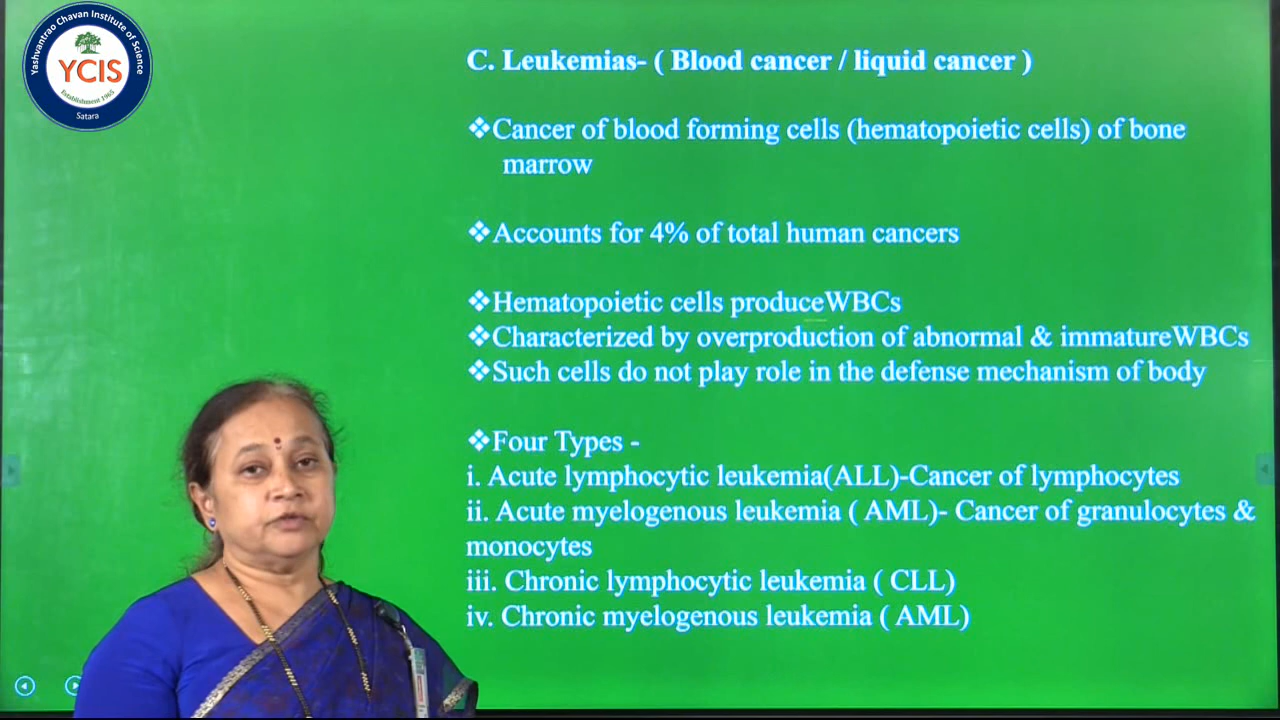 Yashvantrao Chavan Institute of Science
YCIS
Establishment 1965
Satara
C. Leukemias- ( Blood cancer / liquid cancer )
❖Cancer of blood forming cells (hematopoietic cells) of bone
marrow
❖Accounts for 4% of total human cancers
❖Hematopoietic cells produceWBCs
❖Characterized by overproduction of abnormal & immatureWBCs
❖Such cells do not play role in the defense mechanism of body
❖Four Types -
i. Acute lymphocytic leukemia(ALL)-Cancer of lymphocytes
ii. Acute myelogenous leukemia ( AML)- Cancer of granulocytes &
monocytes
iii. Chronic lymphocytic leukemia ( CLL)
iv. Chronic myelogenous leukemia ( AML)